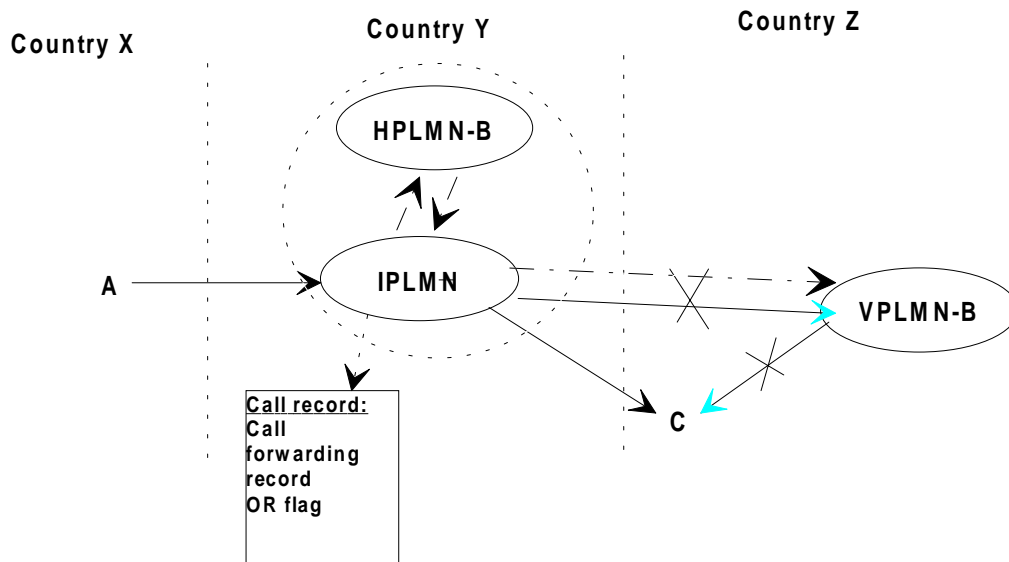 Country X
Country Y
Country Z
HPLMN-B
IPLMN
A
VPLMN-B
C
Call record:
Call
forwarding
record
OR flag